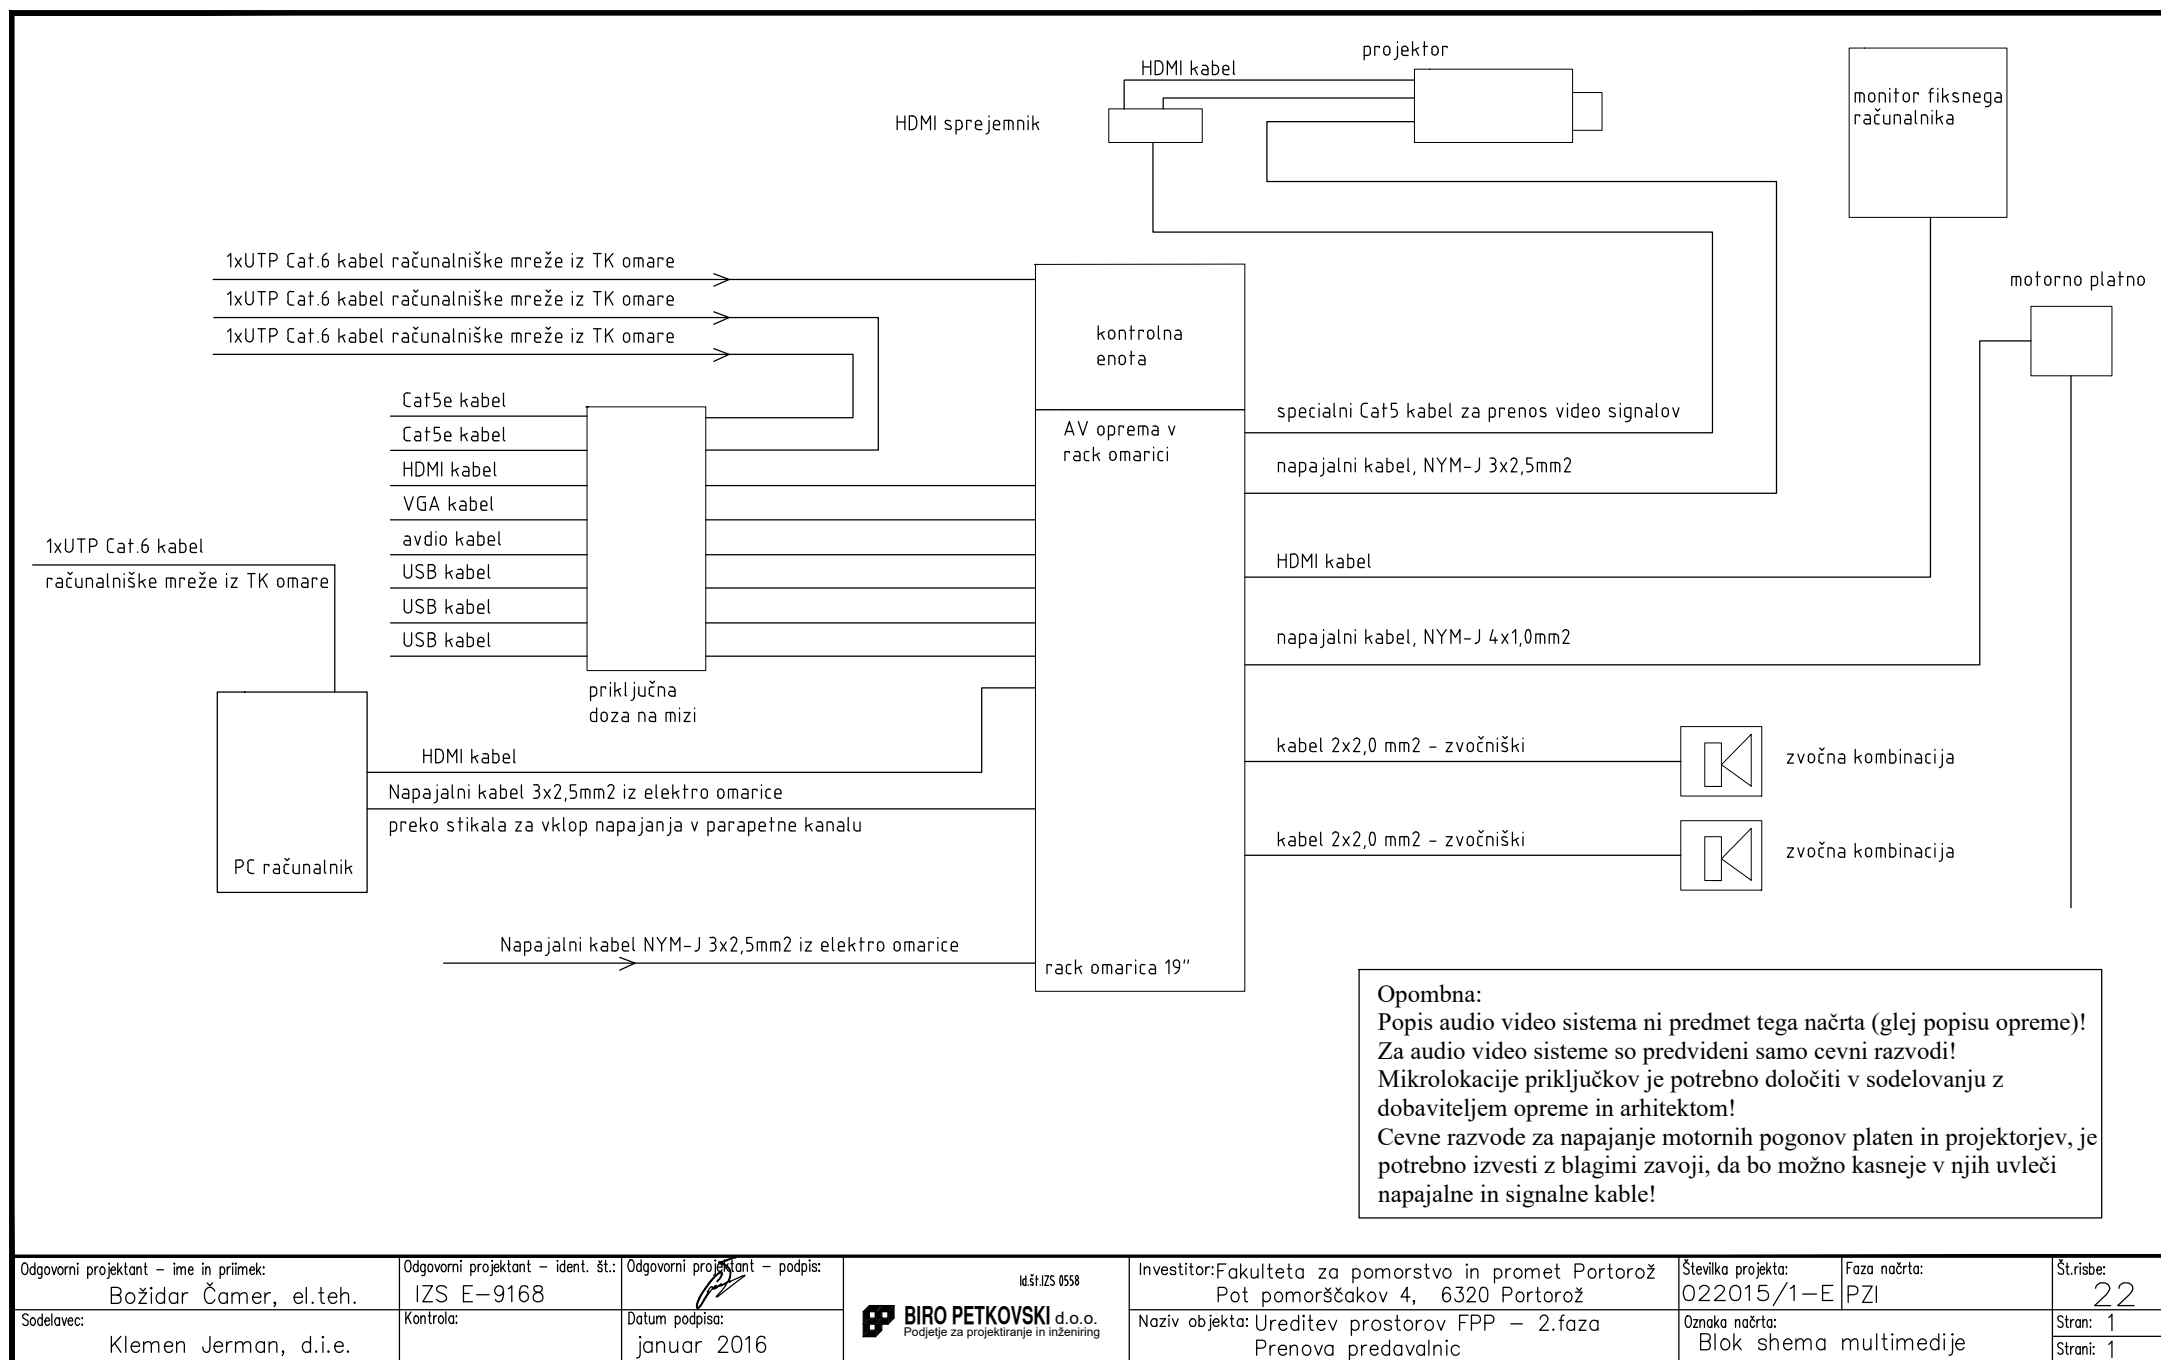 projektor
HDMI kabel
HDMI sprejemnik
monitor fiksnega
računalnika
1xUTP Cat.6 kabel računalniške mreže iz TK omare
1xUTP Cat.6 kabel računalniške mreže iz TK omare
1xUTP Cat.6 kabel računalniške mreže iz TK omare
motorno platno
kontrolna
enota
Cat5e kabel
Cat5e kabel
HDMI kabel
VGA kabel
avdio kabel
USB kabel
USB kabel
USB kabel
AV oprema v
rack omarici
specialni Cat5 kabel za prenos video signalov
napajalni kabel, NYM-J 3x2,5mm2
HDMI kabel
napajalni kabel, NYM-J 4x1,0mm2
1xUTP Cat.6 kabel
računalniške mreže iz TK omare
priključna
doza na mizi
HDMI kabel
Napajalni kabel 3x2,5mm2 iz elektro omarice
preko stikala za vklop napajanja v parapetne kanalu
PC računalnik
kabel 2x2,0 mm2 - zvočniški
zvočna kombinacija
kabel 2x2,0 mm2 - zvočniški
zvočna kombinacija
Napajalni kabel NYM-J 3x2,5mm2 iz elektro omarice
rack omarica 19"
Opombna:
Popis audio video sistema ni predmet tega načrta (glej popisu opreme)!
Za audio video sisteme so predvideni samo cevni razvodi!
Mikrolokacije priključkov je potrebno določiti v sodelovanju z
dobaviteljem opreme in arhitektom!
Cevne razvode za napajanje motornih pogonov platen in projektorjev, je
potrebno izvesti z blagimi zavoji, da bo možno kasneje v njih uvleči
napajalne in signalne kable!
Odgovorni projektant - ime in priimek:
Božidar Čamer, el.teh.
Odgovorni projektant - ident. št.:
IZS E-9168
Odgovorni projektant - podpis:
Sodelavec:
Klemen Jerman, d.i.e.
Kontrola:
Datum podpisa:
januar 2016
Id.št.IZS 0558
BIRO PETKOVSKI d.o.o.
Podjetje za projektiranje in inženiring
Investitor: Fakulteta za pomorstvo in promet Portorož
Pot pomorščakov 4, 6320 Portorož
Naziv objekta: Ureditev prostorov FPP - 2.faza
Prenova predavalnic
Številka projekta:
022015/1-E
Faza načrta:
PZI
Oznaka načrta:
Blok shema multimedije
Št.risbe:
22
Stran: 1
Strani: 1